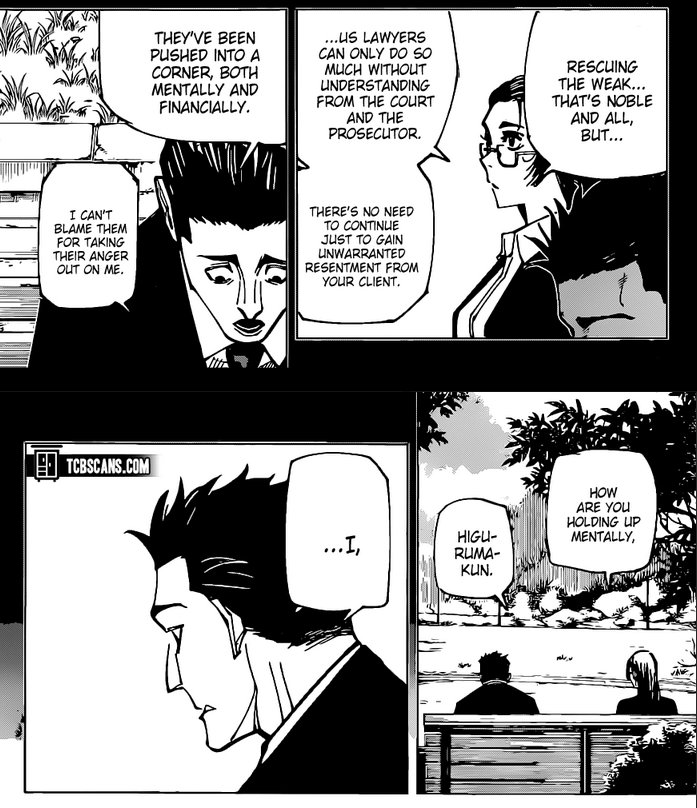 RESCUING
THE WEAK...
THAT'S NOBLE
AND ALL,
BUT...
...US LAWYERS
CAN ONLY DO SO
MUCH WITHOUT
UNDERSTANDING
FROM THE COURT
AND THE
PROSECUTOR.
THERE'S NO NEED
TO CONTINUE
JUST TO GAIN
UNWARRANTED
RESENTMENT FROM
YOUR CLIENT.
THEY'VE BEEN
PUSHED INTO A
CORNER, BOTH
MENTALLY AND
FINANCIALLY.
I CAN'T
BLAME THEM
FOR TAKING
THEIR ANGER
OUT ON ME.
HOW
ARE YOU
HOLDING UP
MENTALLY,
HIGU-
RUMA-
KUN.
...I,
TCBSCANS.COM